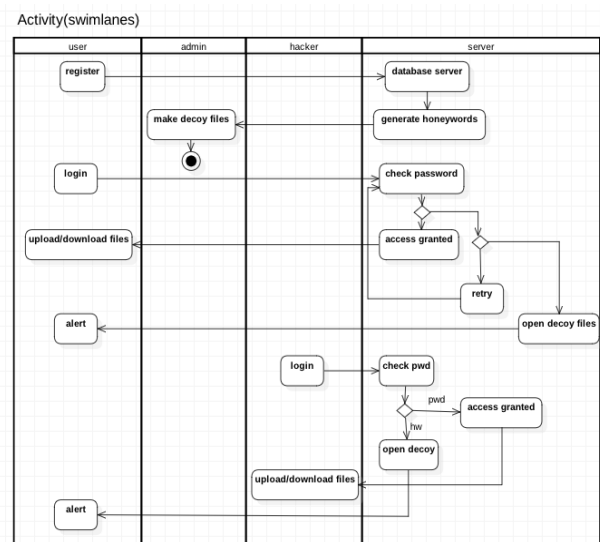 Activity(swimlanes)
user admin hacker server
register database server
make decoy files generate honeywords
login check password
upload/download files access granted
retry
alert open decoy files
login check pwd
pwd access granted
hw
open decoy
upload/download files
alert